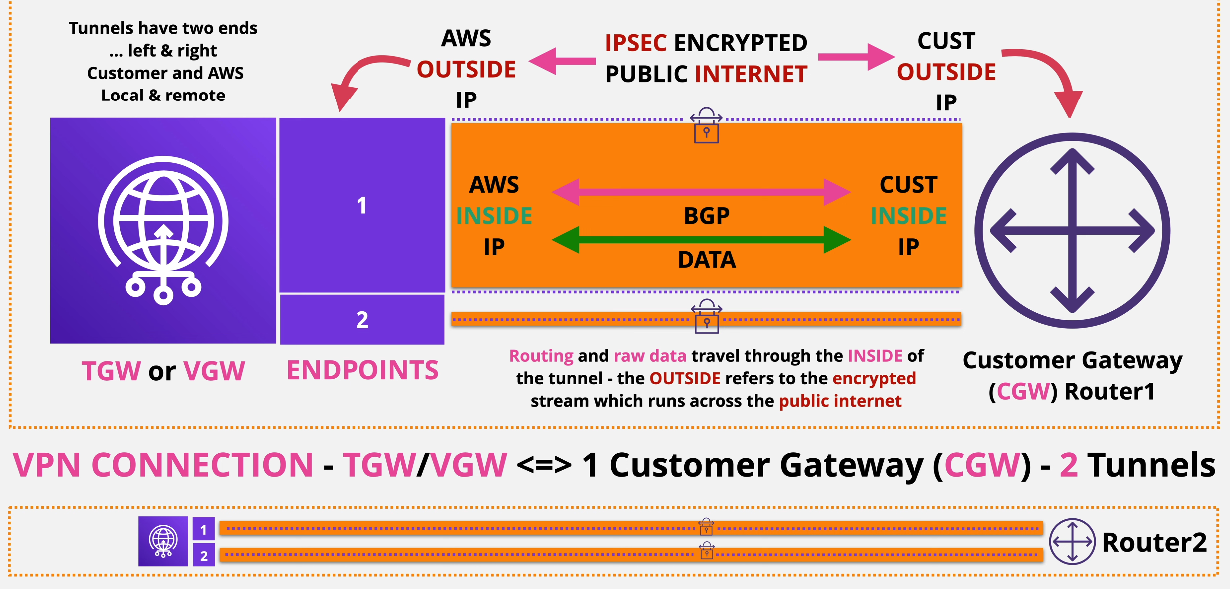 Tunnels have two ends
... left & right
Customer and AWS
Local & remote
AWS
OUTSIDE
IP
IPSEC ENCRYPTED
PUBLIC INTERNET
CUST
OUTSIDE
IP
1
2
AWS
INSIDE
IP
BGP
DATA
CUST
INSIDE
IP
TGW or VGW
ENDPOINTS
Routing and raw data travel through the INSIDE of
the tunnel - the OUTSIDE refers to the encrypted
stream which runs across the public internet
Customer Gateway
(CGW) Router1
VPN CONNECTION - TGW/VGW <=> 1 Customer Gateway (CGW) - 2 Tunnels
1
2
Router2